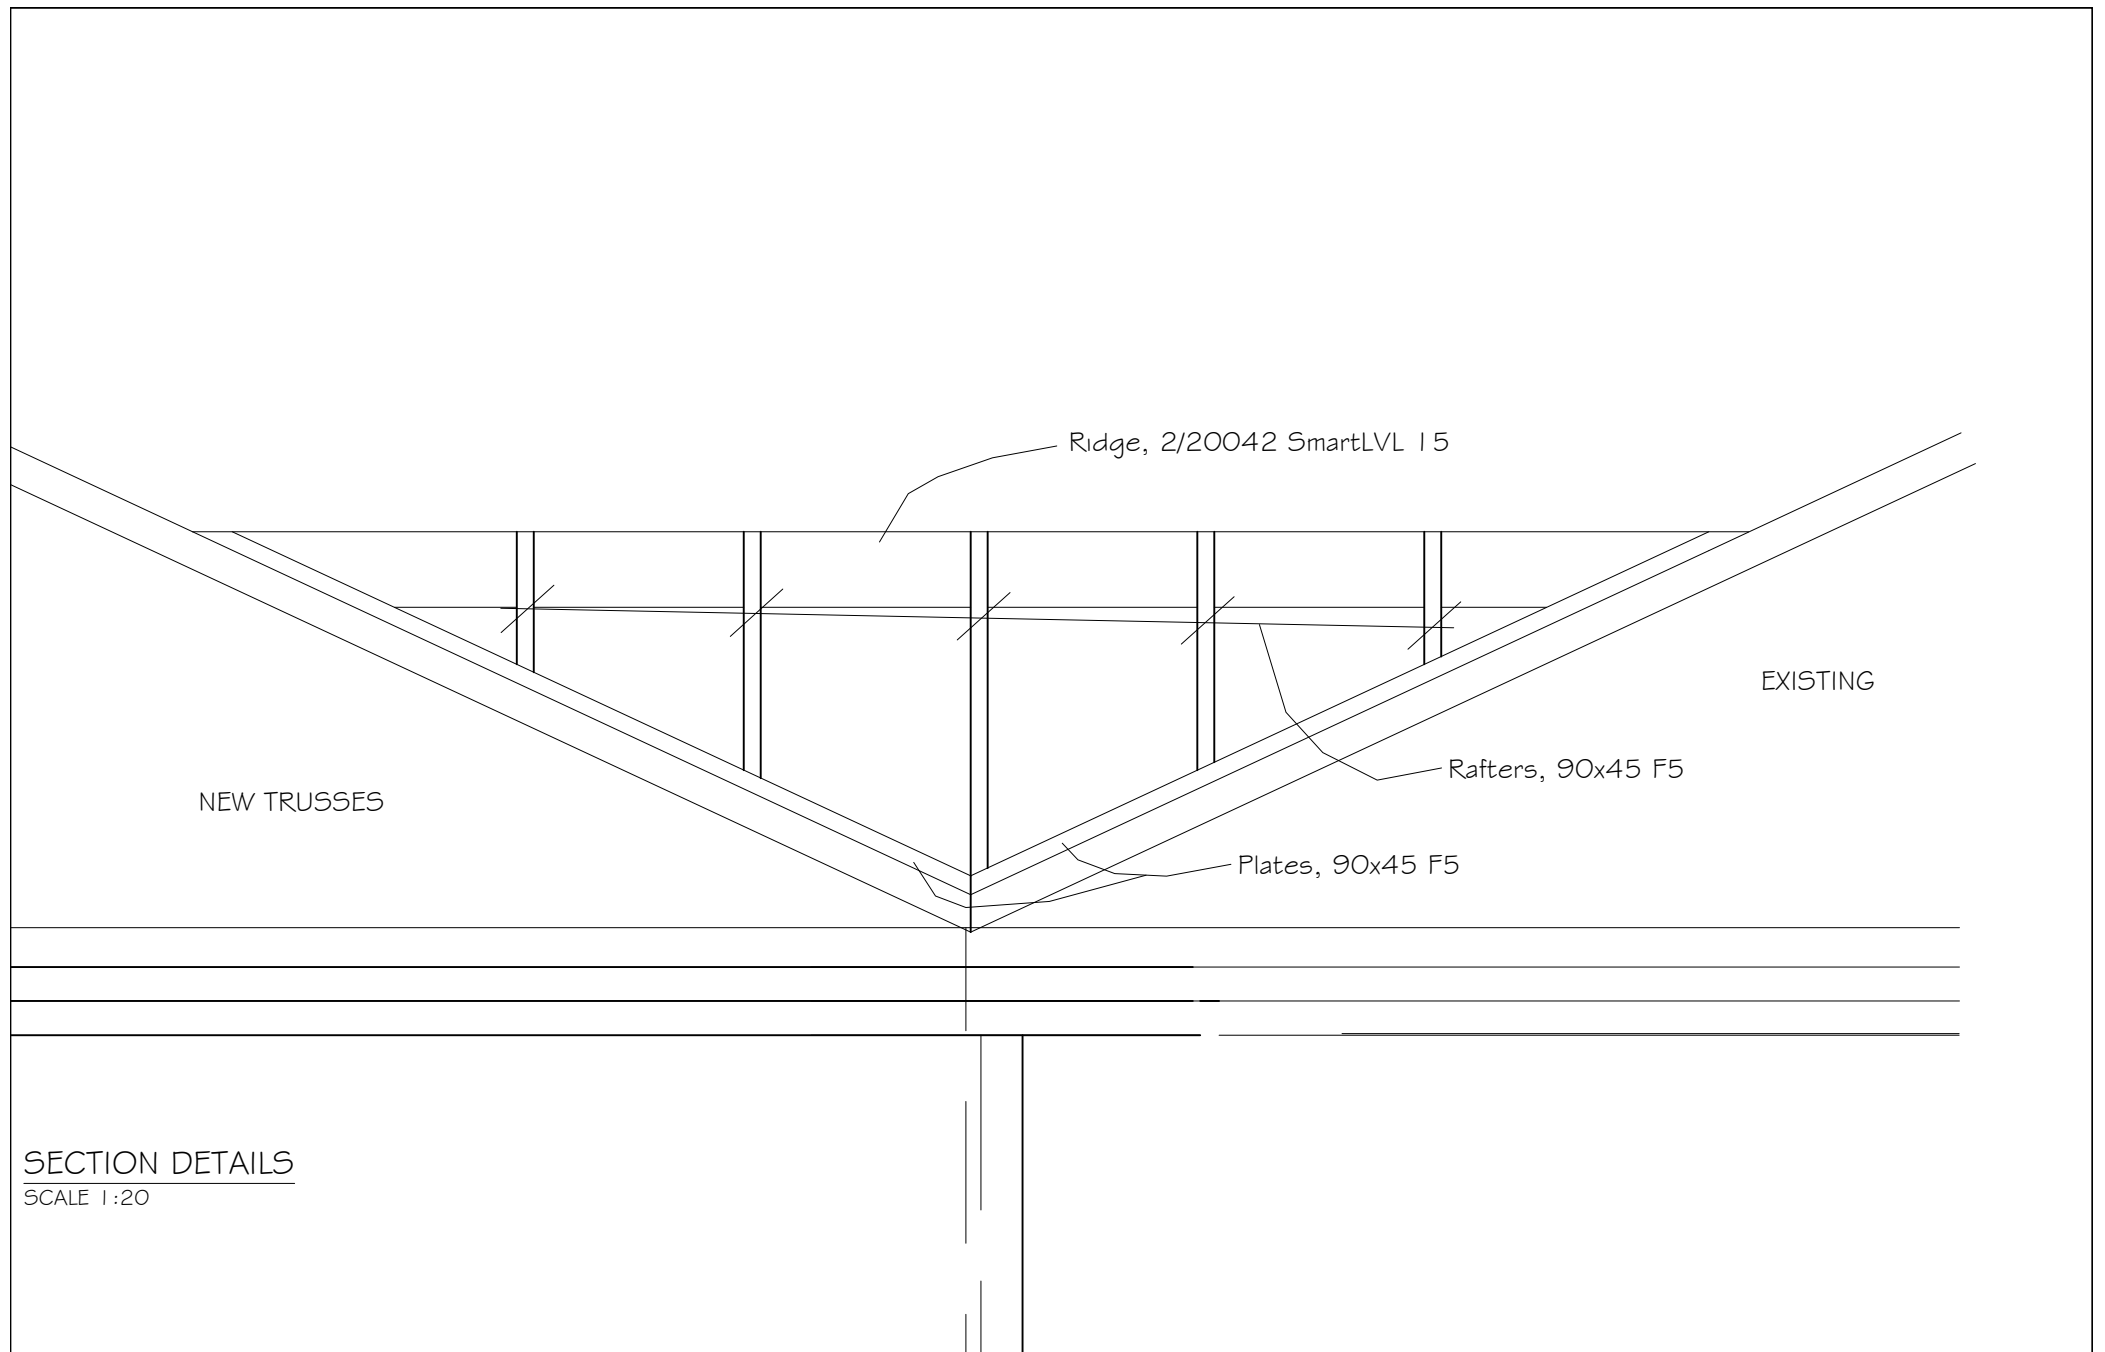 Ridge, 2/20042 SmartLVL 15
EXISTING
Rafters, 90x45 F5
NEW TRUSSES
Plates, 90x45 F5
SECTION DETAILS
SCALE 1:20